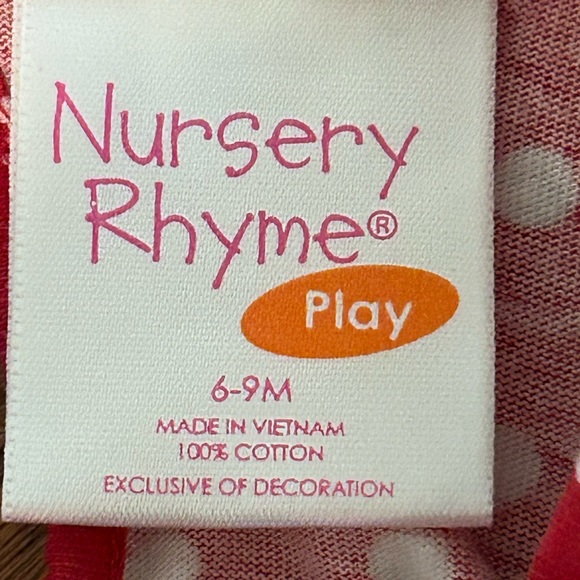 Nursery
Rhyme®
Play
6-9M
MADE IN VIETNAM
100% COTTON
EXCLUSIVE OF DECORATION